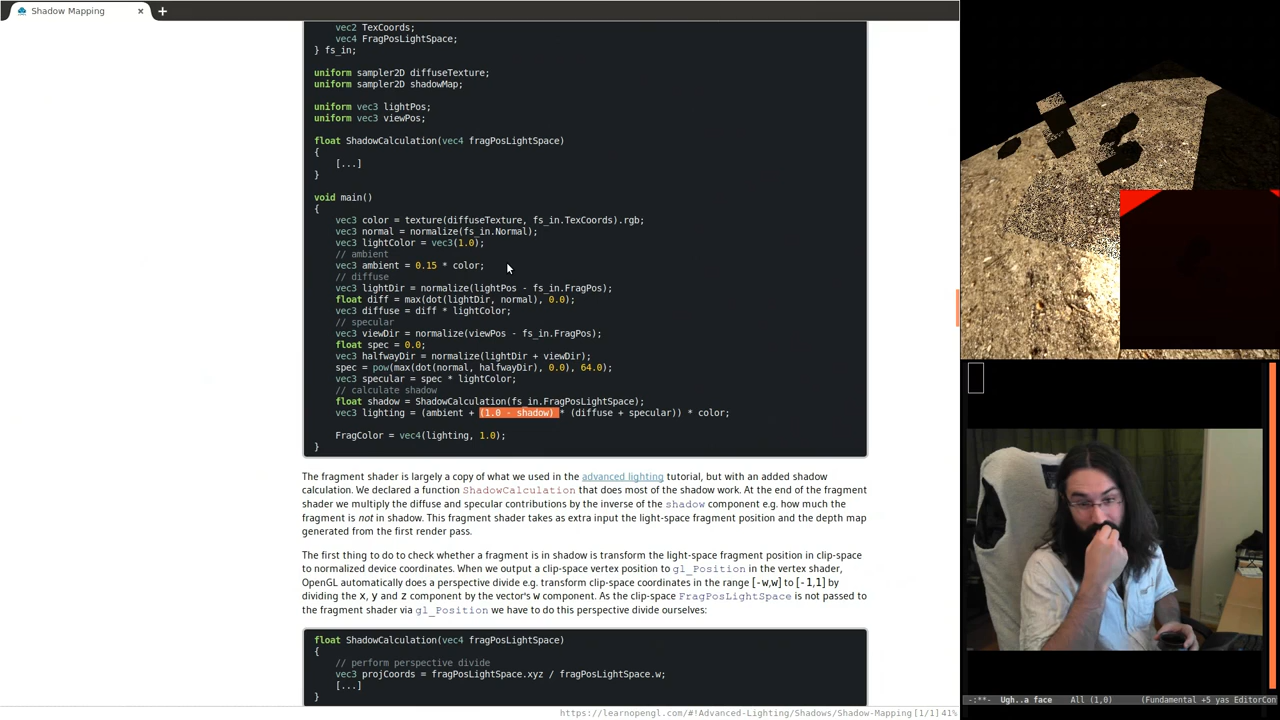 Shadow Mapping
vec2 TexCoords;
vec4 FragPosLightSpace;
} fs_in;
uniform sampler2D diffuseTexture;
uniform sampler2D shadowMap;
uniform vec3 lightPos;
uniform vec3 viewPos;
float ShadowCalculation(vec4 fragPosLightSpace)
{
[...]
}
void main()
{
vec3 color = texture(diffuseTexture, fs_in.TexCoords).rgb;
vec3 normal = normalize(fs_in.Normal);
vec3 lightColor = vec3(1.0);
// ambient
vec3 ambient = 0.15 * color;
// diffuse
vec3 lightDir = normalize(lightPos - fs_in.FragPos);
float diff = max(dot(lightDir, normal), 0.0);
vec3 diffuse = diff * lightColor;
// specular
vec3 viewDir = normalize(viewPos - fs_in.FragPos);
float spec = 0.0;
vec3 halfwayDir = normalize(lightDir + viewDir);
spec = pow(max(dot(normal, halfwayDir), 0.0), 64.0);
vec3 specular = spec * lightColor;
// calculate shadow
float shadow = ShadowCalculation(fs_in.FragPosLightSpace);
vec3 lighting = (ambient + (1.0 - shadow) * (diffuse + specular)) * color;
FragColor = vec4(lighting, 1.0);
}
The fragment shader is largely a copy of what we used in the advanced lighting tutorial, but with an added shadow
calculation. We declared a function ShadowCalculation that does most of the shadow work. At the end of the fragment
shader we multiply the diffuse and specular contributions by the inverse of the shadow component e.g. how much the
fragment is not in shadow. This fragment shader takes as extra input the light-space fragment position and the depth map
generated from the first render pass.
The first thing to do to check whether a fragment is in shadow is transform the light-space fragment position in clip-space
to normalized device coordinates. When we output a clip-space vertex position to gl_Position in the vertex shader,
OpenGL automatically does a perspective divide e.g. transform clip-space coordinates in the range [-w,w] to [-1,1] by
dividing the x, y and z component by the vector's w component. As the clip-space FragPosLightSpace is not passed to
the fragment shader via gl_Position we have to do this perspective divide ourselves:
float ShadowCalculation(vec4 fragPosLightSpace)
{
// perform perspective divide
vec3 projCoords = fragPosLightSpace.xyz / fragPosLightSpace.w;
[...]
}
https://learnopengl.com/#!Advanced-Lighting/Shadows/Shadow-Mapping[1/1]41%
-:**- Ugh..a face All (1,0) (Fundamental +5 yas EditorCon